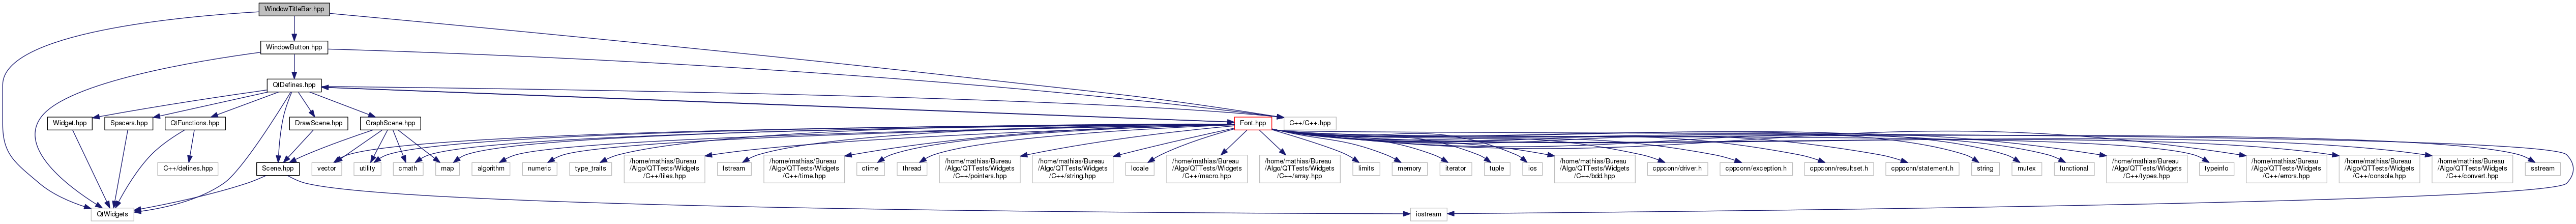 WindowTitleBar.hpp
WindowButton.hpp
QtDefines.hpp
Widget.hpp
Spacers.hpp
QtFunctions.hpp
DrawScene.hpp
GraphScene.hpp
Font.hpp
C++/C++.hpp
C++/defines.hpp
Scene.hpp
vector
utility
cmath
map
algorithm
numeric
type_traits
/home/mathias/Bureau
/Algo/QTTests/Widgets
/C++/files.hpp
fstream
/home/mathias/Bureau
/Algo/QTTests/Widgets
/C++/time.hpp
ctime
thread
/home/mathias/Bureau
/Algo/QTTests/Widgets
/C++/pointers.hpp
/home/mathias/Bureau
/Algo/QTTests/Widgets
/C++/string.hpp
locale
/home/mathias/Bureau
/Algo/QTTests/Widgets
/C++/macro.hpp
/home/mathias/Bureau
/Algo/QTTests/Widgets
/C++/array.hpp
limits
memory
iterator
tuple
ios
/home/mathias/Bureau
/Algo/QTTests/Widgets
/C++/bdd.hpp
cppconn/driver.h
cppconn/exception.h
cppconn/resultset.h
cppconn/statement.h
string
mutex
functional
/home/mathias/Bureau
/Algo/QTTests/Widgets
/C++/types.hpp
typeinfo
/home/mathias/Bureau
/Algo/QTTests/Widgets
/C++/errors.hpp
/home/mathias/Bureau
/Algo/QTTests/Widgets
/C++/console.hpp
/home/mathias/Bureau
/Algo/QTTests/Widgets
/C++/convert.hpp
sstream
QtWidgets
iostream